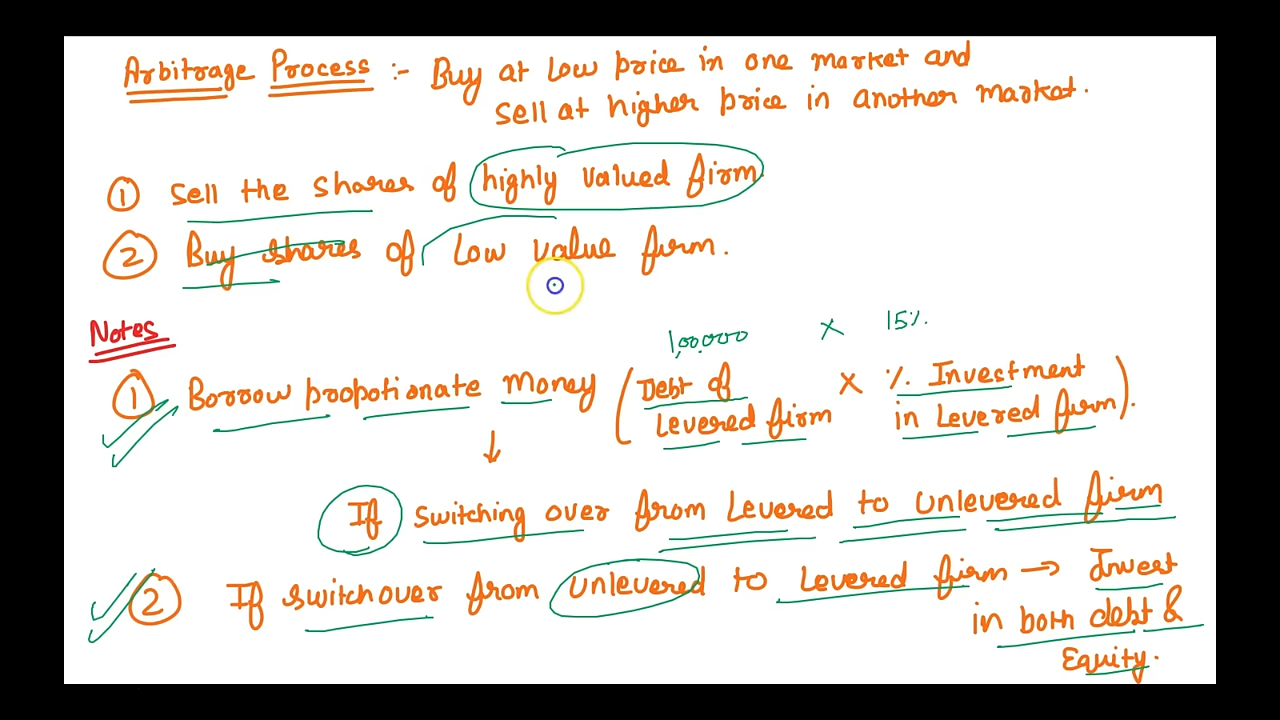 Arbitrage Process :- Buy at low price in one market and
sell at higher price in another market.
① Sell the shares of highly valued firm.
② Buy shares of low value firm.
Notes
1,00,000 × 15%
① Borrow propotionate money (Debt of Levered firm × % Investment in Levered firm).
↓
If switching over from Levered to unlevered firm
② If switchover from unlevered to Levered firm → Invest
in both debt &
Equity.